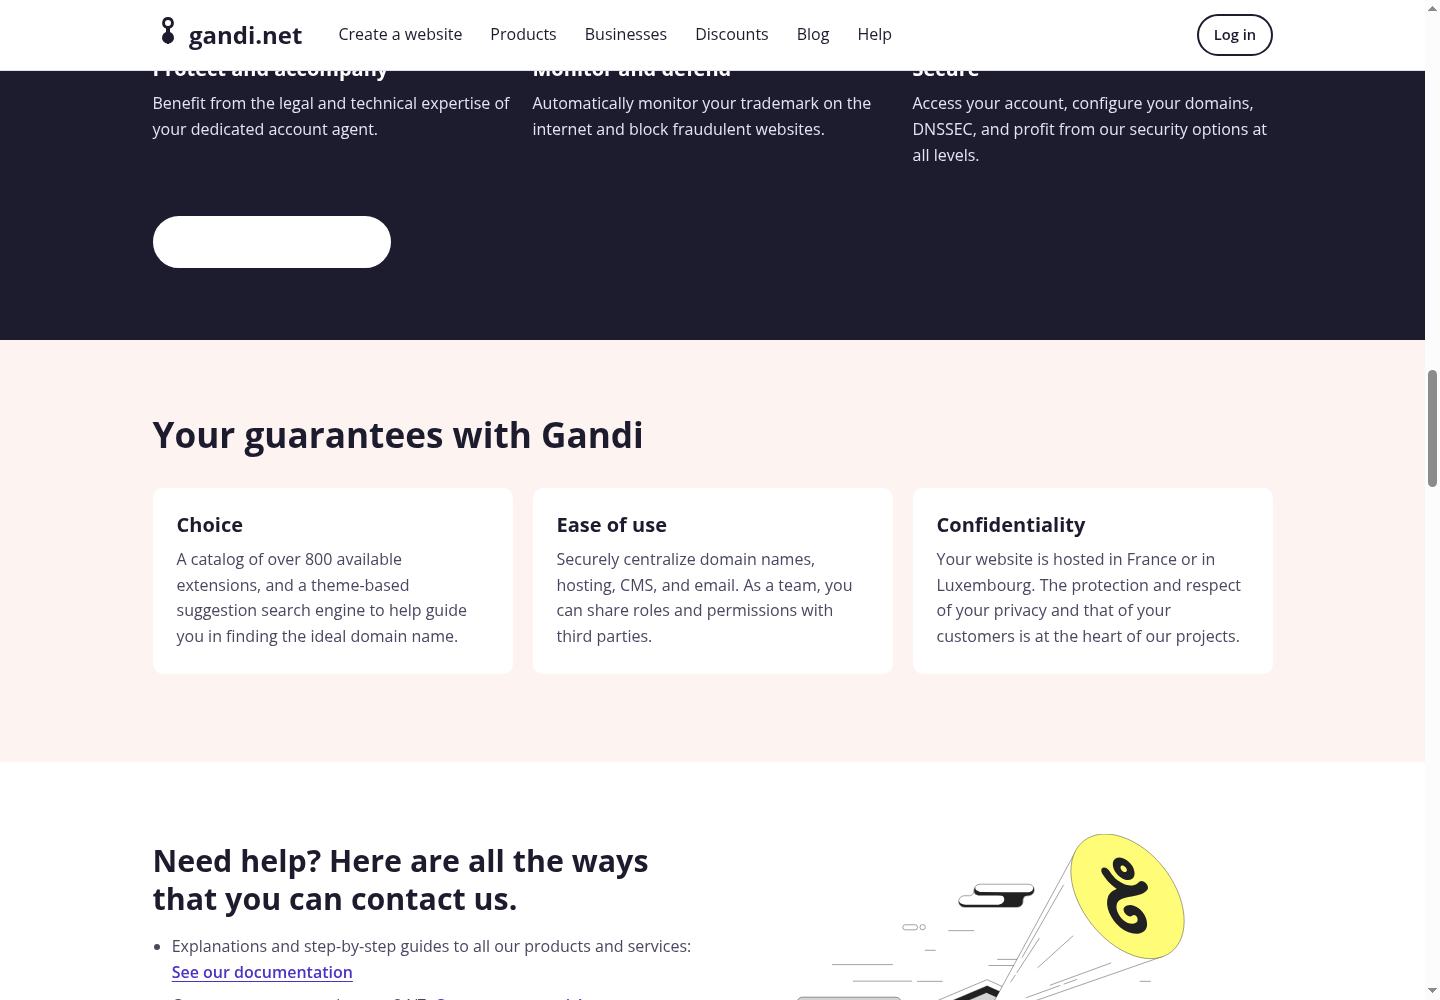 gandi.net
Create a website
Products
Businesses
Discounts
Blog
Help
Log in
Protect and accompany
Benefit from the legal and technical expertise of
your dedicated account agent.
Monitor and defend
Automatically monitor your trademark on the
internet and block fraudulent websites.
Secure
Access your account, configure your domains,
DNSSEC, and profit from our security options at
all levels.
Your guarantees with Gandi
Choice
A catalog of over 800 available
extensions, and a theme-based
suggestion search engine to help guide
you in finding the ideal domain name.
Ease of use
Securely centralize domain names,
hosting, CMS, and email. As a team, you
can share roles and permissions with
third parties.
Confidentiality
Your website is hosted in France or in
Luxembourg. The protection and respect
of your privacy and that of your
customers is at the heart of our projects.
Need help? Here are all the ways
that you can contact us.
Explanations and step-by-step guides to all our products and services:
See our documentation